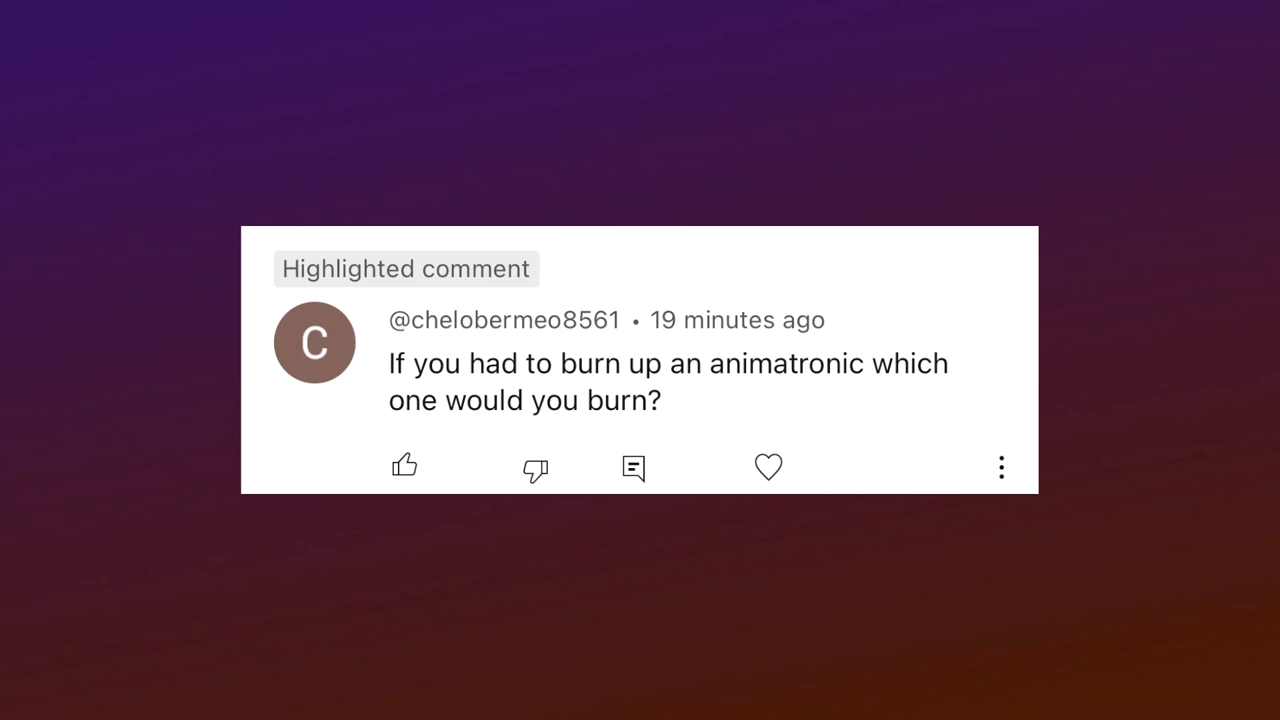 Highlighted comment
C
@chelobermeo8561 • 19 minutes ago
If you had to burn up an animatronic which
one would you burn?